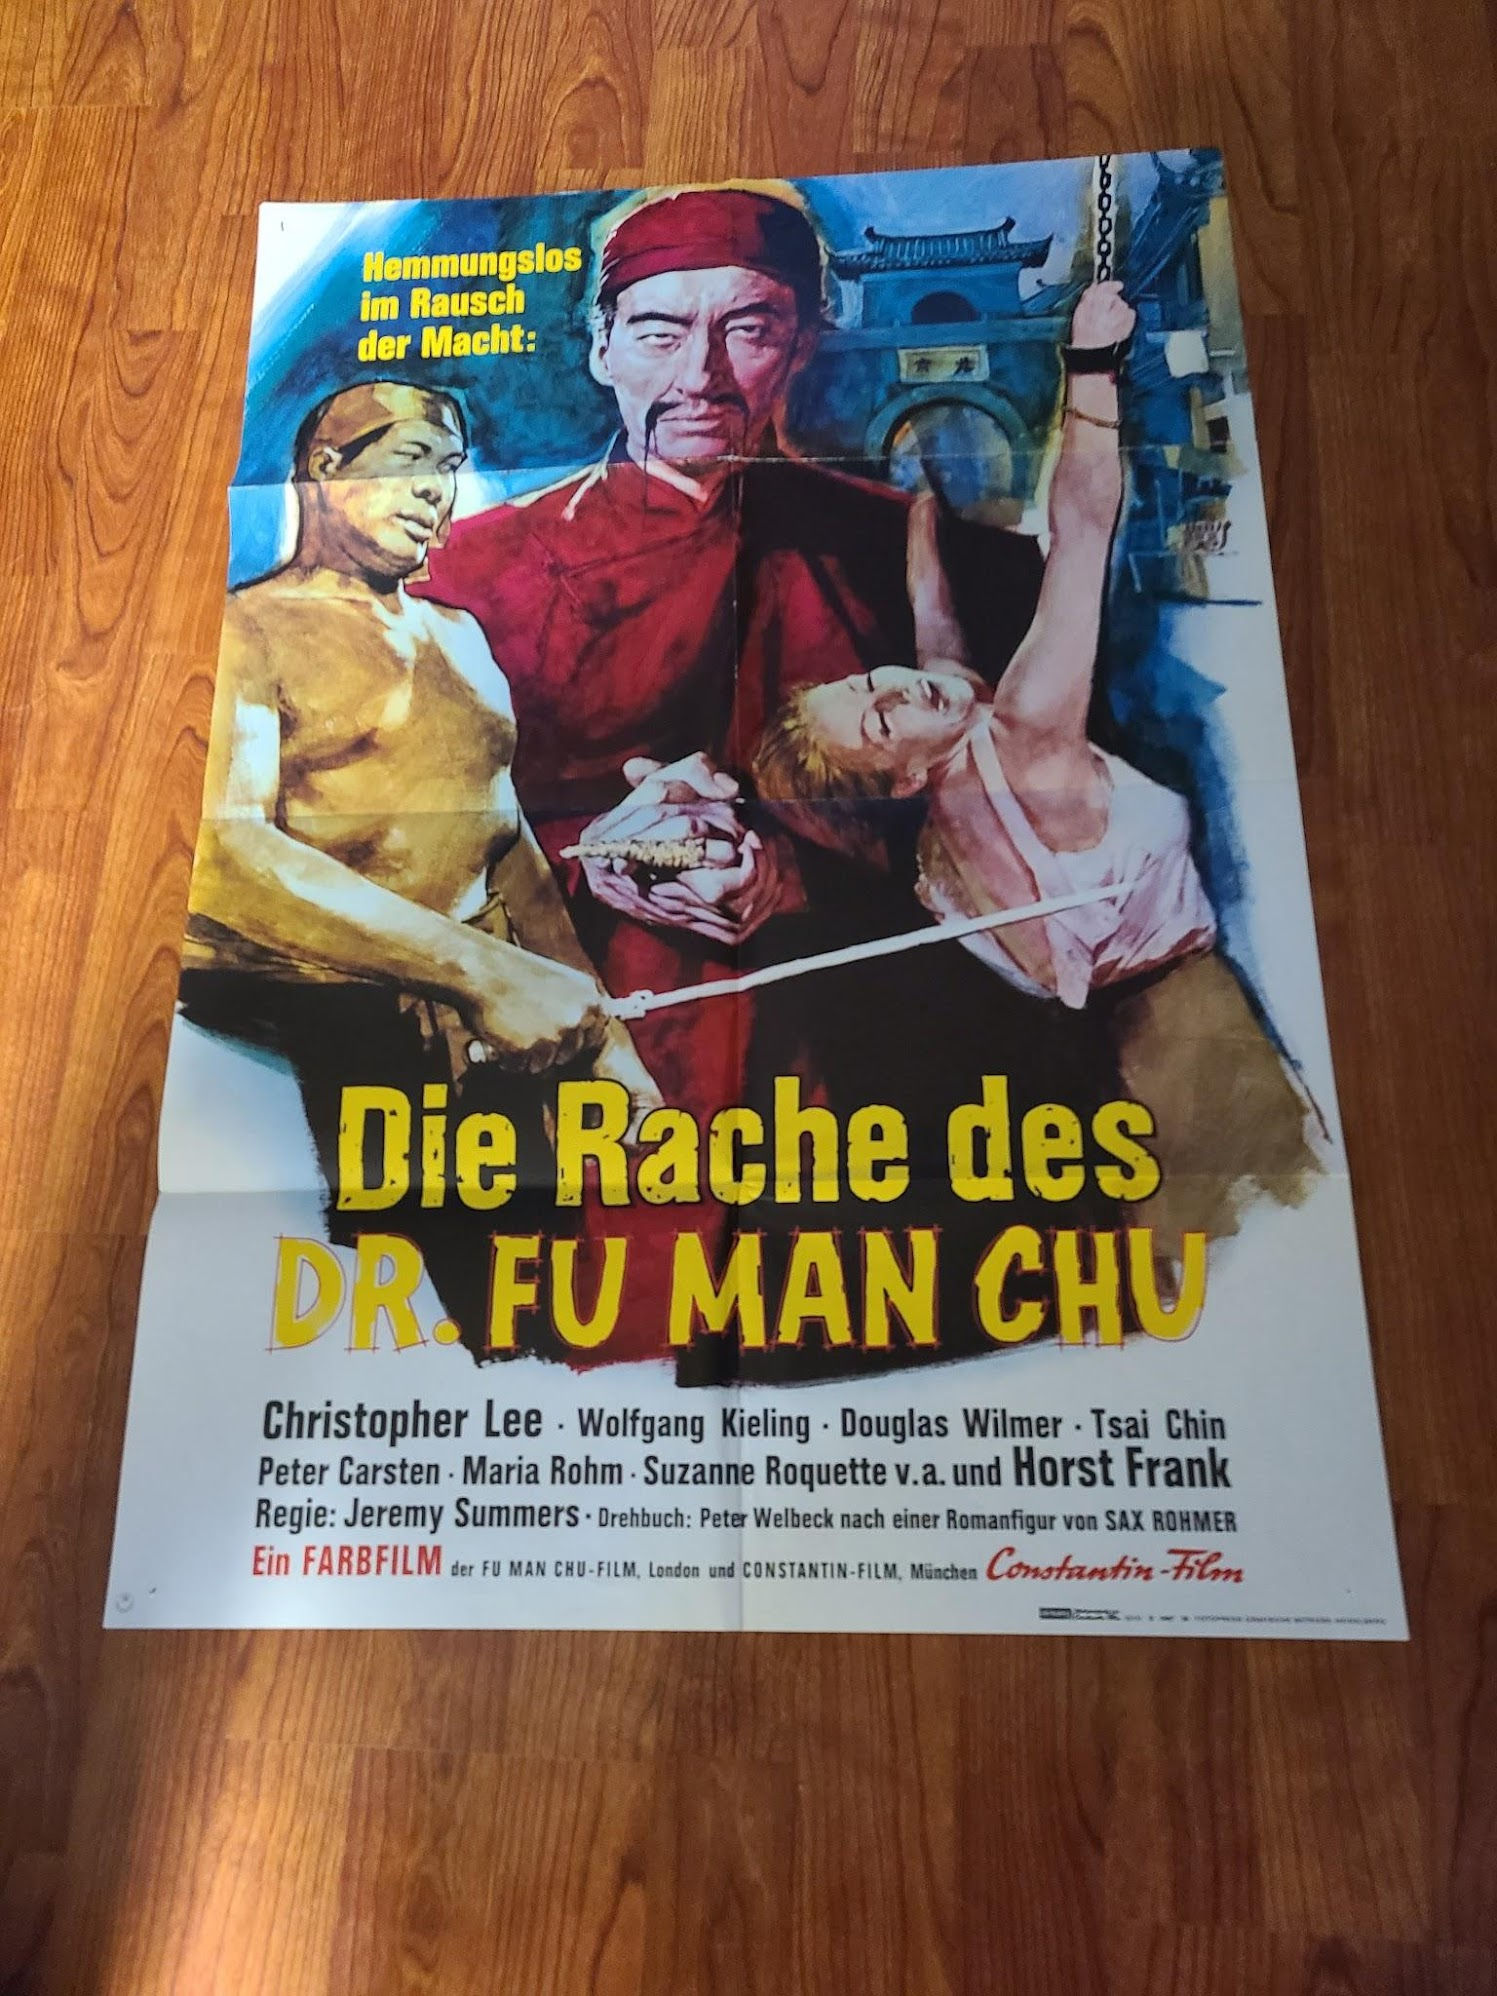 Hemmungslos
im Rausch
der Macht:
Die Rache des
DR. FU MAN CHU
Christopher Lee · Wolfgang Kieling · Douglas Wilmer · Tsai Chin
Peter Carsten · Maria Rohm · Suzanne Roquette v.a. und Horst Frank
Regie: Jeremy Summers · Drehbuch: Peter Welbeck nach einer Romanfigur von SAX ROHMER
Ein FARBFILM der FU MAN CHU-FILM, London und CONSTANTIN-FILM, München Constantin-Film